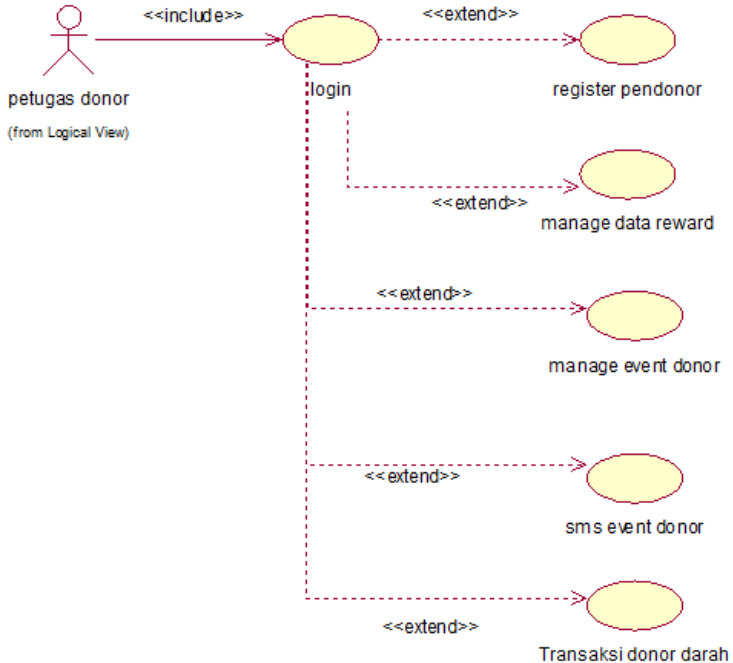 <<include>>
<<extend>>
petugas donor
(from Logical View)
login
register pendonor
<<extend>>
manage data reward
<<extend>>
manage event donor
<<extend>>
sms event donor
<<extend>>
Transaksi donor darah